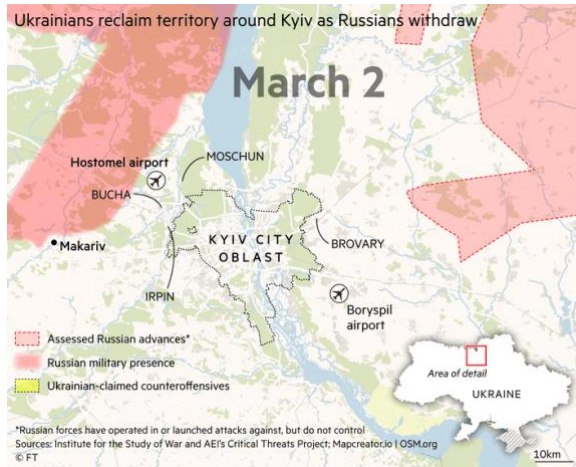 Ukrainians reclaim territory around Kyiv as Russians withdraw
March 2
Hostomel airport
MOSCHUN
BUCHA
Makariv
KYIV CITY
OBLAST
BROVARY
IRPIN
Boryspil
airport
Assessed Russian advances*
Russian military presence
Ukrainian-claimed counteroffensives
Area of detail
UKRAINE
*Russian forces have operated in or launched attacks against, but do not control
Sources: Institute for the Study of War and AEI's Critical Threats Project; Mapcreator.io | OSM.org
© FT
10km